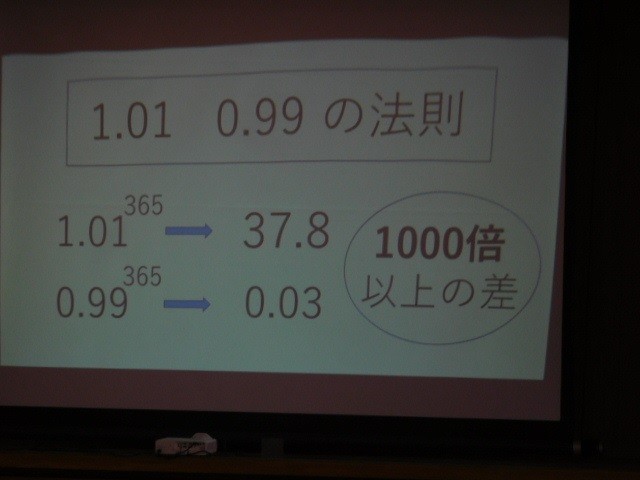 1.01 0.99 の法則
1.01^365 → 37.8
0.99^365 → 0.03
1000倍
以上の差